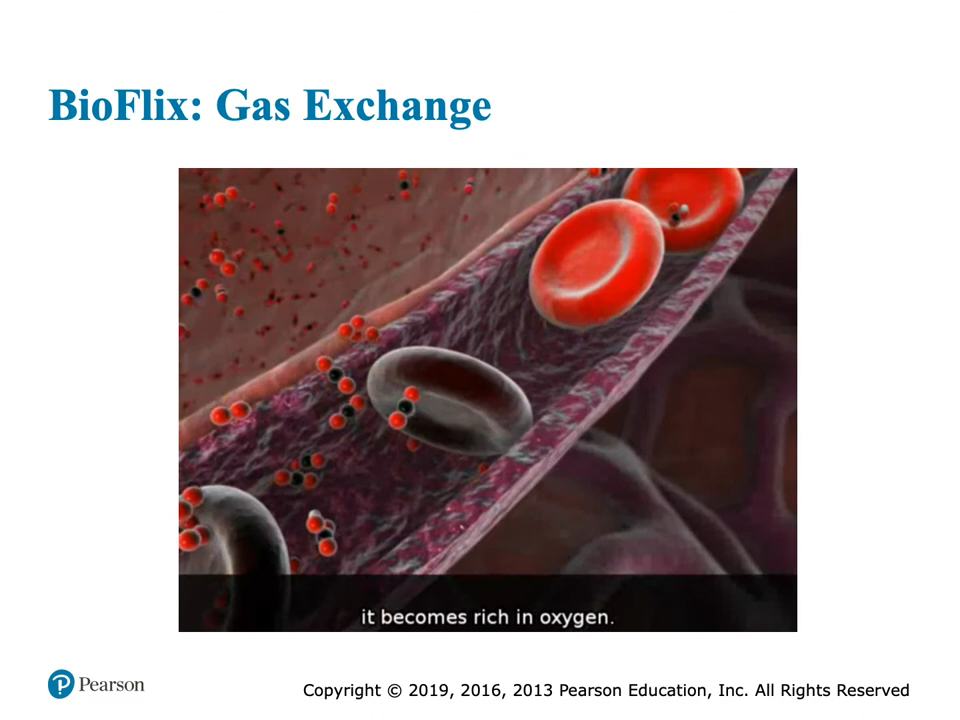 BioFlix: Gas Exchange
it becomes rich in oxygen.
Pearson
Copyright © 2019, 2016, 2013 Pearson Education, Inc. All Rights Reserved